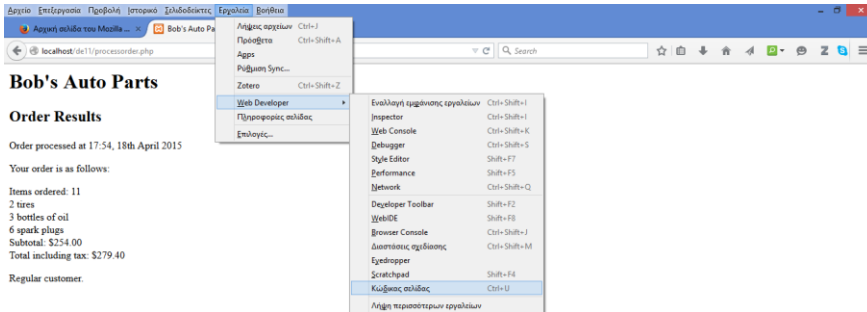 Αρχείο Επεξεργασία Προβολή Ιστορικό Σελιδοδείκτες Εργαλεία Βοήθεια
Αρχική σελίδα του Mozilla ... × Bob's Auto Pa
localhost/de11/processorder.php
Search
Λήψεις αρχείων Ctrl+J
Πρόσθετα Ctrl+Shift+A
Apps
Ρύθμιση Sync...
Zotero Ctrl+Shift+Z
Web Developer
Πληροφορίες σελίδας
Επιλογές...
Εναλλαγή εμφάνισης εργαλείων Ctrl+Shift+I
Inspector Ctrl+Shift+I
Web Console Ctrl+Shift+K
Debugger Ctrl+Shift+S
Style Editor Shift+F7
Performance Shift+F5
Network Ctrl+Shift+Q
Developer Toolbar Shift+F2
WebIDE Shift+F8
Browser Console Ctrl+Shift+J
Διαστάσεις σχεδίασης Ctrl+Shift+M
Eyedropper
Scratchpad Shift+F4
Κώδικας σελίδας Ctrl+U
Λήψη περισσότερων εργαλείων
Bob's Auto Parts
Order Results
Order processed at 17:54, 18th April 2015
Your order is as follows:
Items ordered: 11
2 tires
3 bottles of oil
6 spark plugs
Subtotal: $254.00
Total including tax: $279.40
Regular customer.